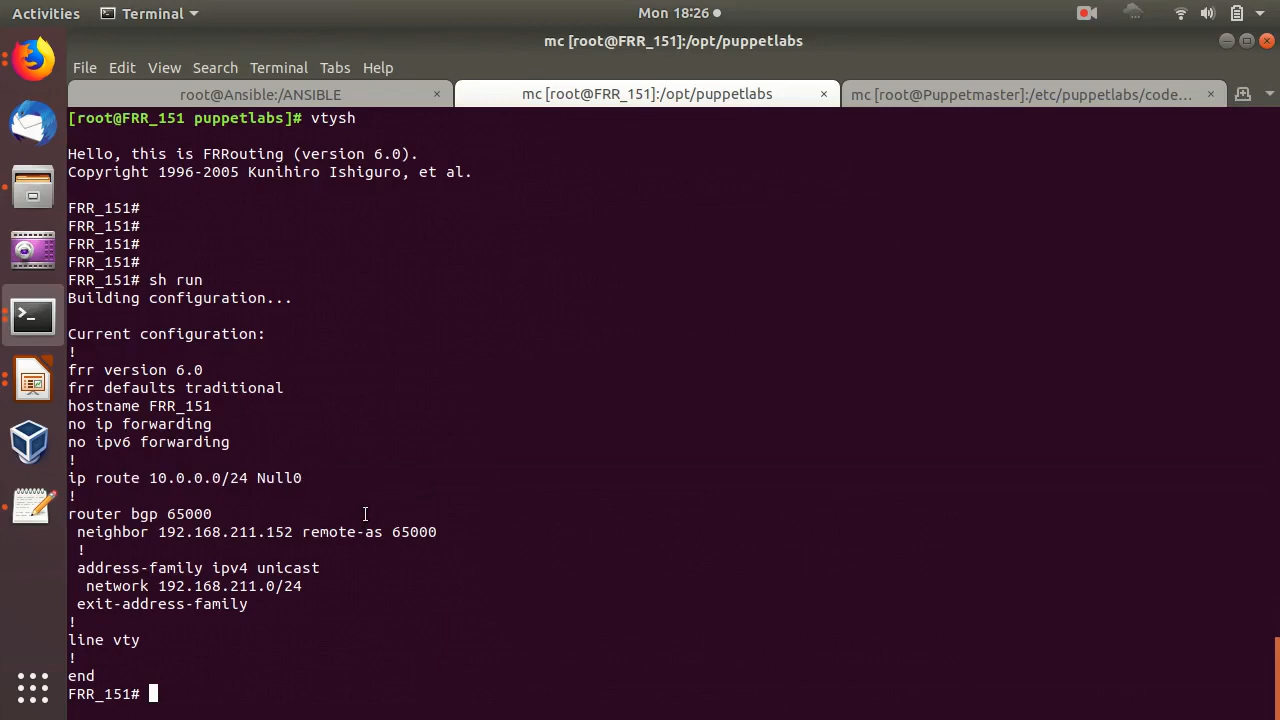 Activities
Terminal
Mon 18:26
mc [root@FRR_151]:/opt/puppetlabs
File Edit View Search Terminal Tabs Help
root@Ansible:/ANSIBLE
mc [root@FRR_151]:/opt/puppetlabs
mc [root@Puppetmaster]:/etc/puppetlabs/code...
[root@FRR_151 puppetlabs]# vtysh
Hello, this is FRRouting (version 6.0).
Copyright 1996-2005 Kunihiro Ishiguro, et al.
FRR_151#
FRR_151#
FRR_151#
FRR_151#
FRR_151# sh run
Building configuration...
Current configuration:
!
frr version 6.0
frr defaults traditional
hostname FRR_151
no ip forwarding
no ipv6 forwarding
!
ip route 10.0.0.0/24 Null0
!
router bgp 65000
neighbor 192.168.211.152 remote-as 65000
!
address-family ipv4 unicast
network 192.168.211.0/24
exit-address-family
!
line vty
!
end
FRR_151#